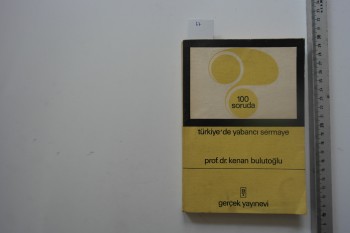 100
soruda
türkiye'de yabancı sermaye
prof.dr. kenan bulutoğlu
gerçek yayınevi